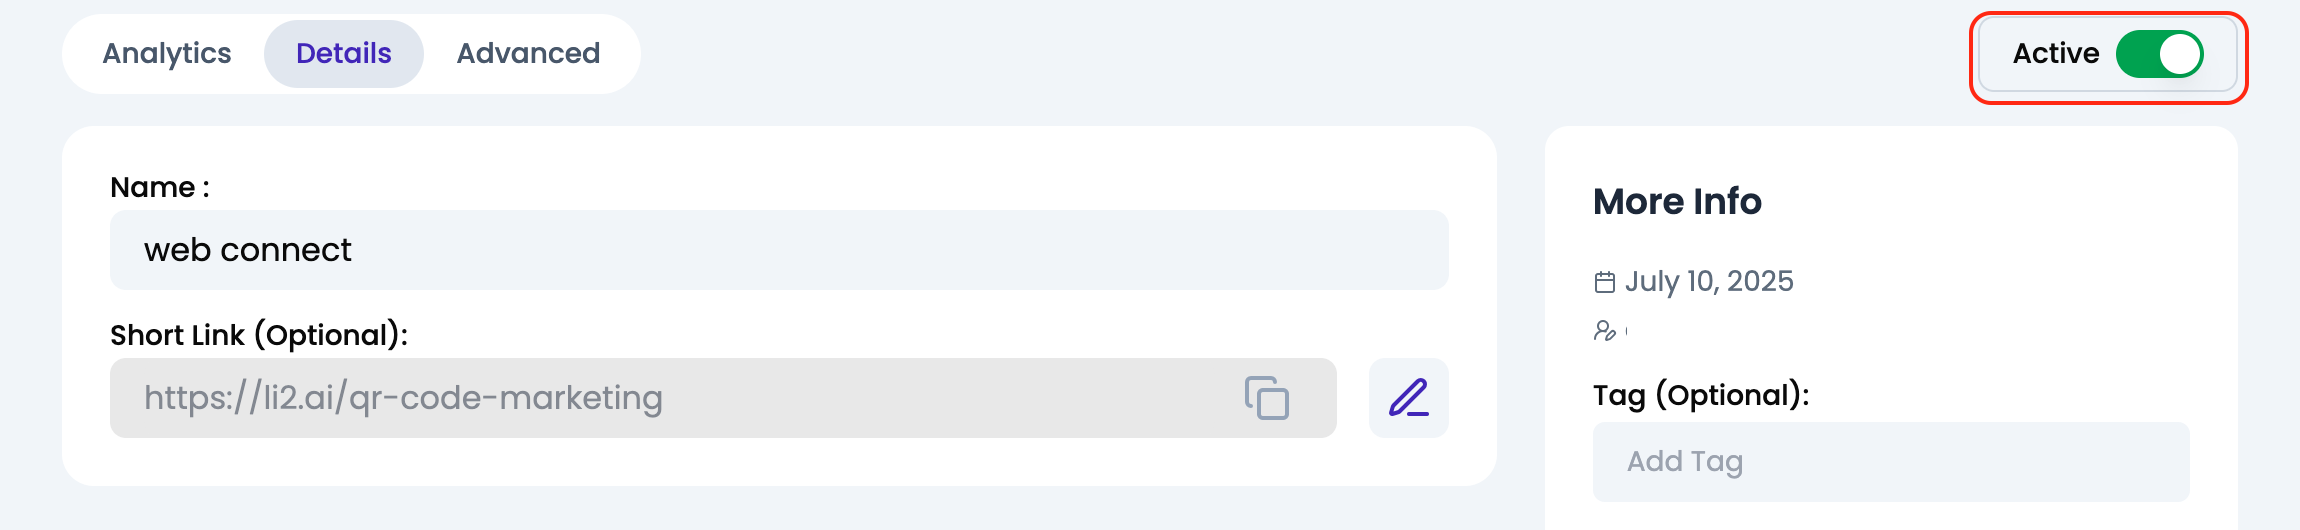 Analytics Details Advanced
Active
Name :
web connect
Short Link (Optional):
https://li2.ai/qr-code-marketing
More Info
July 10, 2025
Tag (Optional):
Add Tag